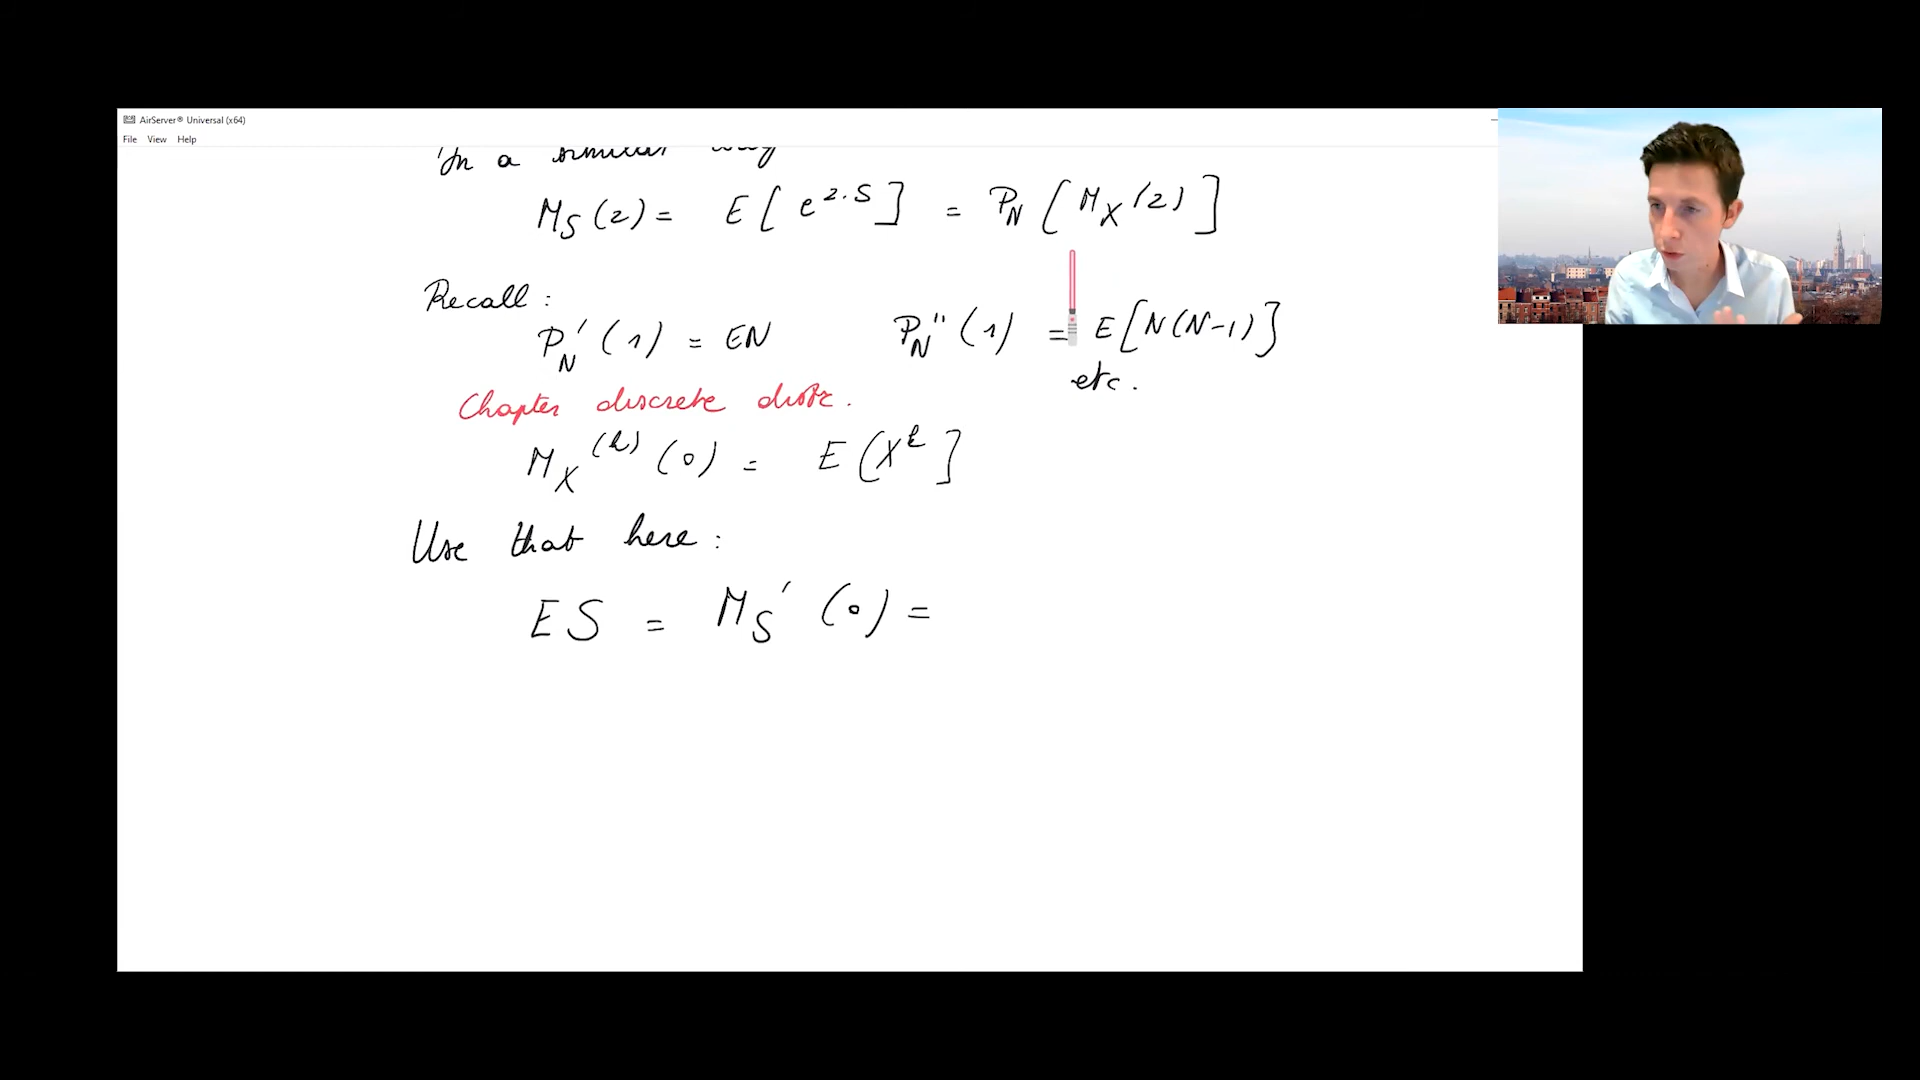 AirServer® Universal (x64)
File View Help
In a similar way
M_S(z) = E[e^{z.S}] = P_N[M_X(z)]
Recall:
P_N'(1) = EN P_N''(1) = E[N(N-1)]
etc.
Chapter discrete distr.
M_X^{(k)}(0) = E[X^k]
Use that here:
ES = M_S'(0) =